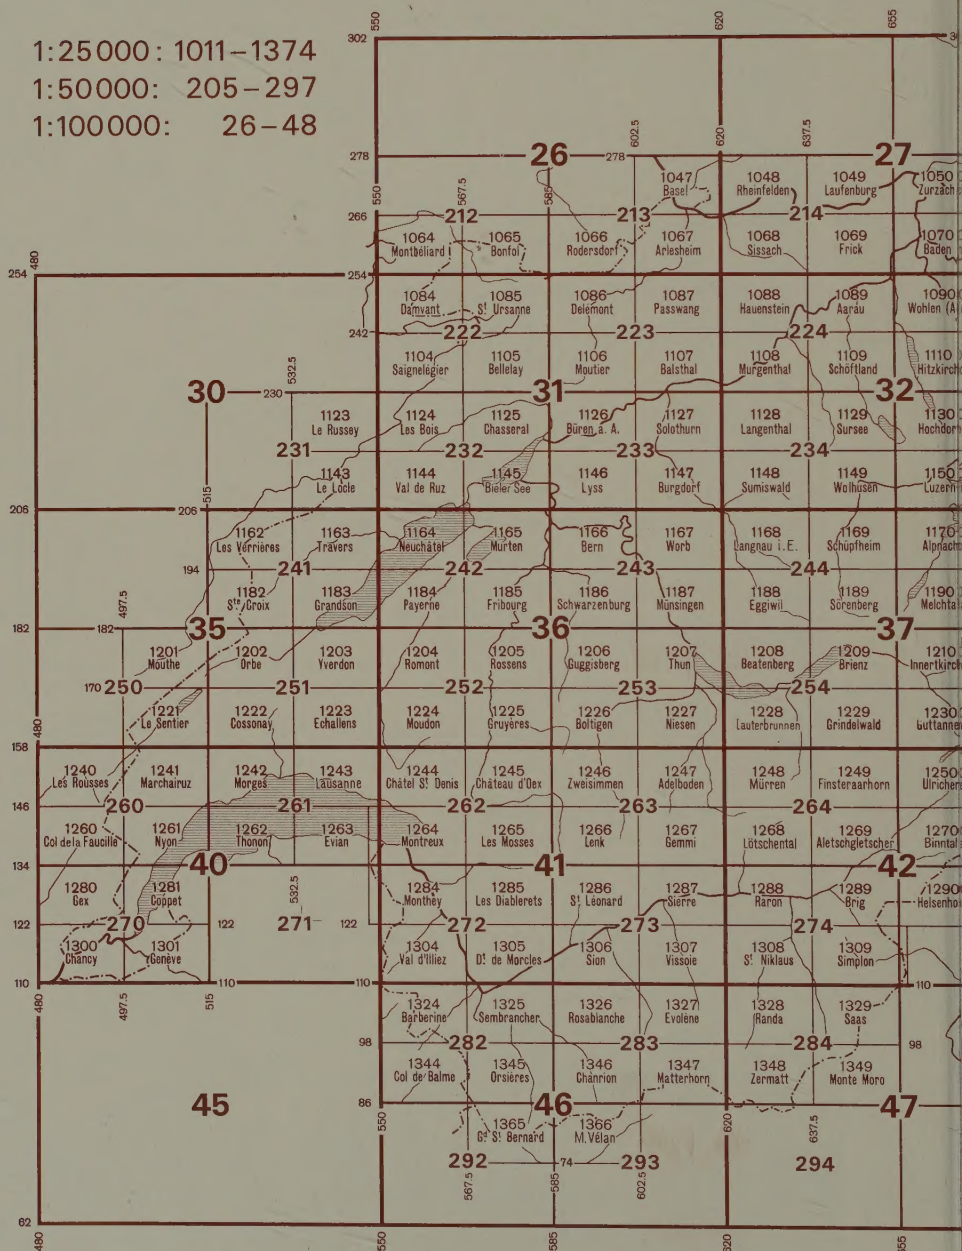 1:25000: 1011–1374
1:50000: 205–297
1:100000: 26–48
550 620 655
302
602.5 620 637.5
278 26 278 27
1047 1048 1049 1050
Basel Rheinfelden Laufenburg Zurzach
550 567.5 585
266 212 213 214
1064 1065 1066 1067 1068 1069 1070
Montbéliard Bonfol Rodersdorf Arlesheim Sissach Frick Baden
480
254 254
1084 1085 1086 1087 1088 1089 1090
Damvant St Ursanne Delémont Passwang Hauenstein Aarau Wohlen (A
242 222 223 224
1104 1105 1106 1107 1108 1109 1110
Saignelégier Bellelay Moutier Balsthal Murgenthal Schöftland Hitzkirch
532.5
30 230 31 32
1123 1124 1125 1126 1127 1128 1129 1130
Le Russey Les Bois Chasseral Büren a. A. Solothurn Langenthal Sursee Hochdorf
231 232 233 234
1143 1144 1145 1146 1147 1148 1149 1150
Le Locle Val de Ruz Bieler See Lyss Burgdorf Sumiswald Wolhusen Luzern
515
206 206
1162 1163 1164 1165 1166 1167 1168 1169 1170
Les Verrières Travers Neuchâtel Murten Bern Worb Langnau i.E. Schüpfheim Alpnach
194 241 242 243 244
1182 1183 1184 1185 1186 1187 1188 1189 1190
Ste Croix Grandson Payerne Fribourg Schwarzenburg Münsingen Eggiwil Sörenberg Melchtal
497.5
182 182 35 36 37
1201 1202 1203 1204 1205 1206 1207 1208 1209 1210
Mouthe Orbe Yverdon Romont Rossens Guggisberg Thun Beatenberg Brienz Innertkirch
170 250 251 252 253 254
1221 1222 1223 1224 1225 1226 1227 1228 1229 1230
Le Sentier Cossonay Echallens Moudon Gruyères Boltigen Niesen Lauterbrunnen Grindelwald Guttannen
480
158
1240 1241 1242 1243 1244 1245 1246 1247 1248 1249 1250
Les Rousses Marchairuz Morges Lausanne Châtel St Denis Château d'Oex Zweisimmen Adelboden Mürren Finsteraarhorn Ulrichen
146 260 261 262 263 264
1260 1261 1262 1263 1264 1265 1266 1267 1268 1269 1270
Col de la Faucille Nyon Thonon Evian Montreux Les Mosses Lenk Gemmi Lötschental Aletschgletscher Binntal
134 40 41 42
532.5
1280 1281 1284 1285 1286 1287 1288 1289 1290
Gex Coppet Monthey Les Diablerets St Léonard Sierre Raron Brig Helsenho
122 270 122 271 122 272 273 274
1300 1301 1304 1305 1306 1307 1308 1309
Chancy Genève Val d'Illiez Dt de Morcles Sion Vissoie St Niklaus Simplon
110 110 110 110
480 497.5 515
1324 1325 1326 1327 1328 1329
Barberine Sembrancher Rosablanche Evolène Randa Saas
98 282 283 284 98
1344 1345 1346 1347 1348 1349
Col de Balme Orsières Chanrion Matterhorn Zermatt Monte Moro
45 86 46 47
550 620 637.5
1365 1366
Gd St Bernard M. Vélan
292 74 293 294
567.5 585 602.5
62
480 550 585 620 655